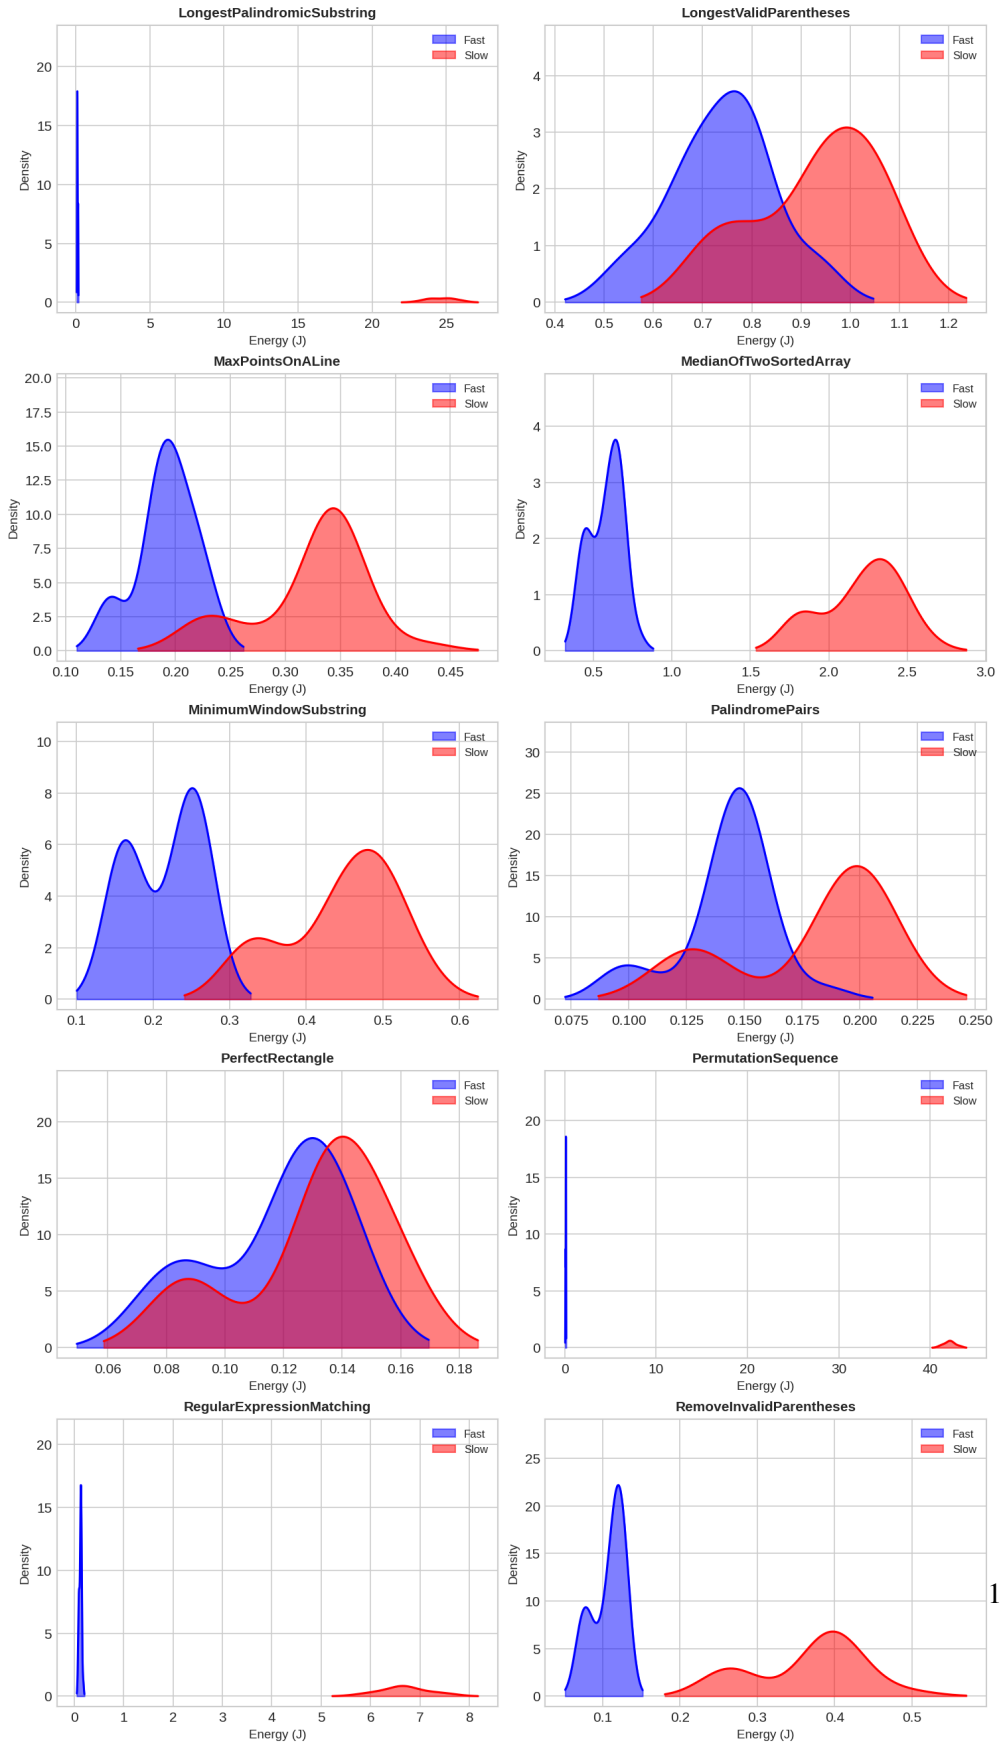 LongestPalindromicSubstring
Fast
Slow
20
15
10
5
0
Density
0 5 10 15 20 25
Energy (J)
LongestValidParentheses
Fast
Slow
4
3
2
1
0
Density
0.4 0.5 0.6 0.7 0.8 0.9 1.0 1.1 1.2
Energy (J)
MaxPointsOnALine
Fast
Slow
20.0
17.5
15.0
12.5
10.0
7.5
5.0
2.5
0.0
Density
0.10 0.15 0.20 0.25 0.30 0.35 0.40 0.45
Energy (J)
MedianOfTwoSortedArray
Fast
Slow
4
3
2
1
0
Density
0.5 1.0 1.5 2.0 2.5 3.0
Energy (J)
MinimumWindowSubstring
Fast
Slow
10
8
6
4
2
0
Density
0.1 0.2 0.3 0.4 0.5 0.6
Energy (J)
PalindromePairs
Fast
Slow
30
25
20
15
10
5
0
Density
0.075 0.100 0.125 0.150 0.175 0.200 0.225 0.250
Energy (J)
PerfectRectangle
Fast
Slow
20
15
10
5
0
Density
0.06 0.08 0.10 0.12 0.14 0.16 0.18
Energy (J)
PermutationSequence
Fast
Slow
20
15
10
5
0
Density
0 10 20 30 40
Energy (J)
RegularExpressionMatching
Fast
Slow
20
15
10
5
0
Density
0 1 2 3 4 5 6 7 8
Energy (J)
RemoveInvalidParentheses
Fast
Slow
25
20
15
10
5
0
Density
0.1 0.2 0.3 0.4 0.5
Energy (J)
1